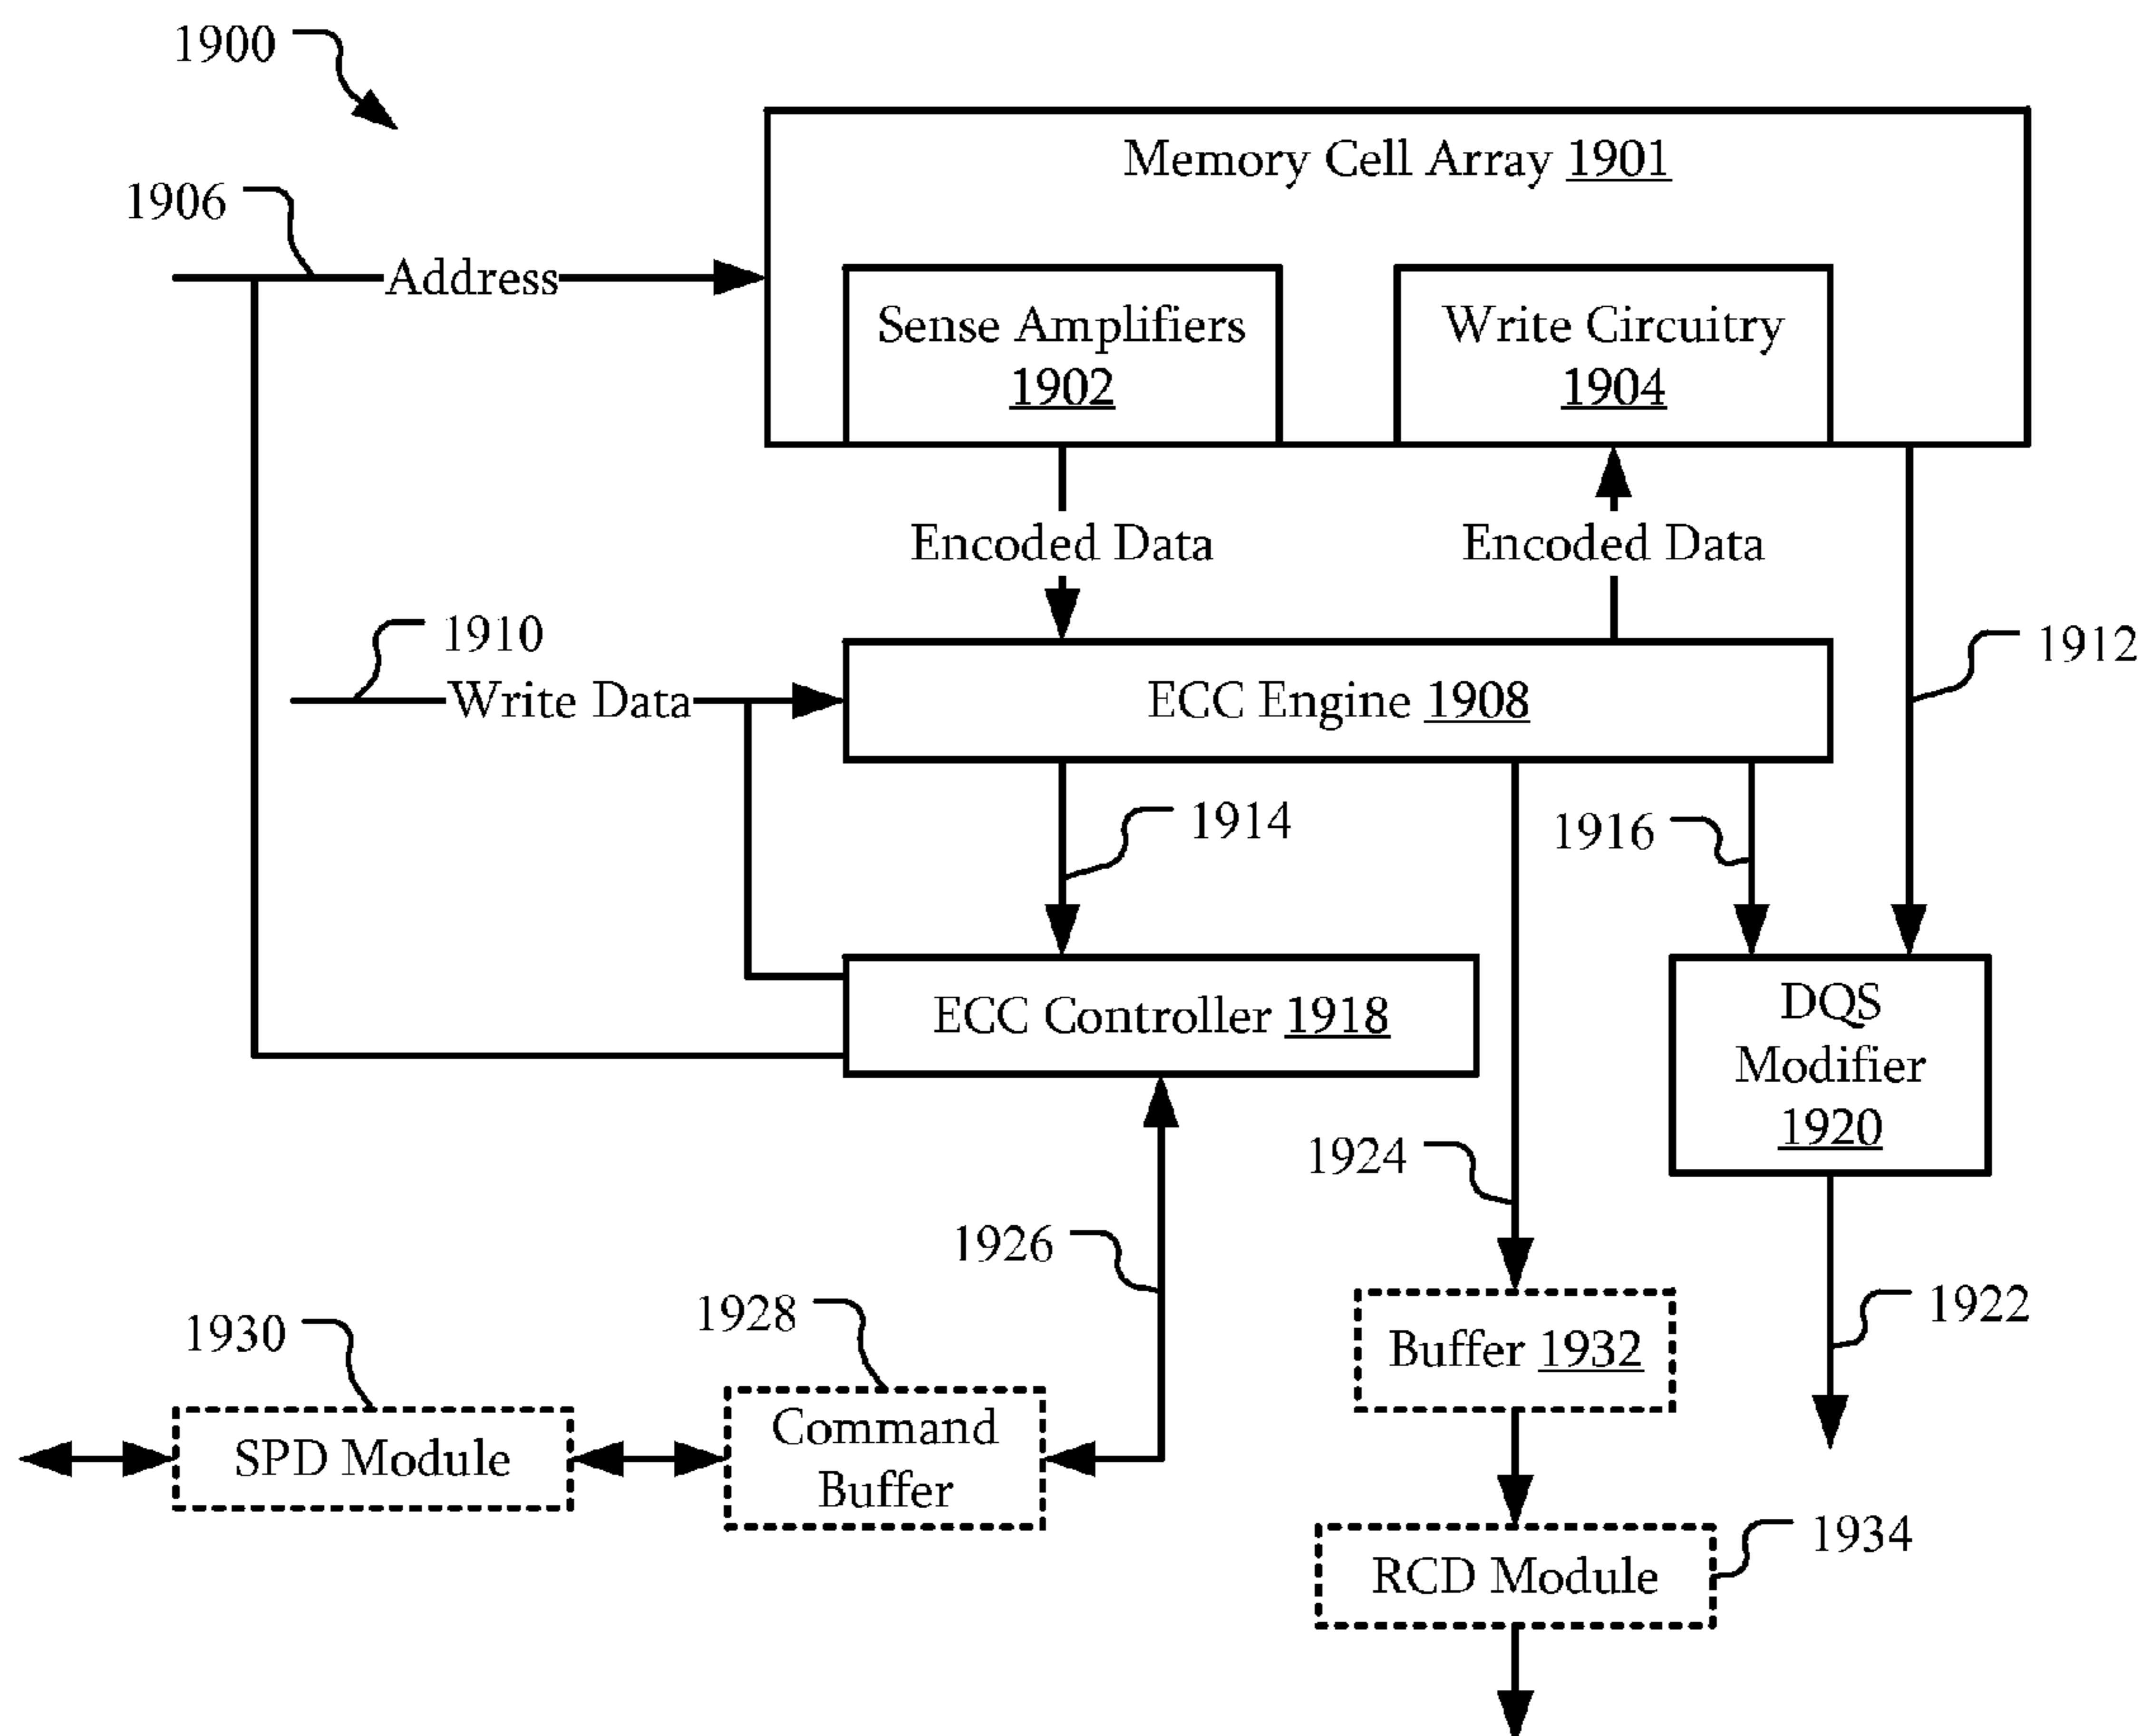 1900
Memory Cell Array 1901
1906
Address
Sense Amplifiers
1902
Write Circuitry
1904
Encoded Data
Encoded Data
1910
1912
Write Data
ECC Engine 1908
1914
1916
ECC Controller 1918
DQS
Modifier
1920
1924
1926
1922
1928
1930
Buffer 1932
Command
Buffer
SPD Module
1934
RCD Module